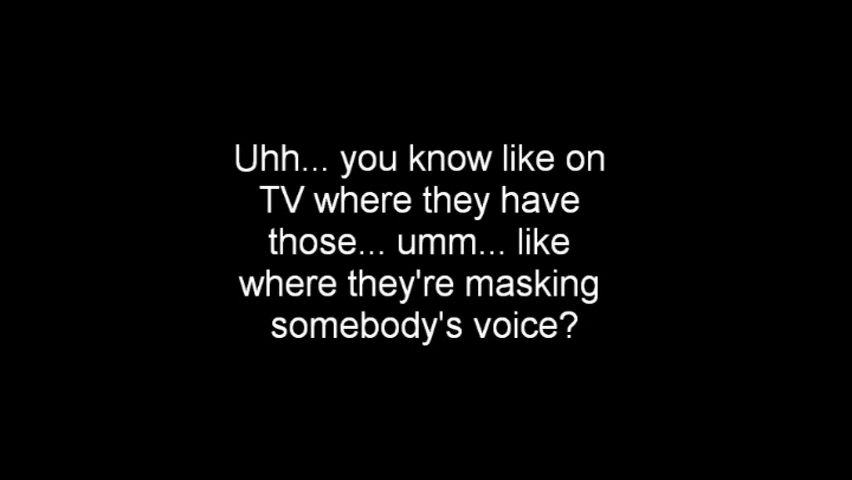 Uhh... you know like on
TV where they have
those... umm... like
where they're masking
somebody's voice?